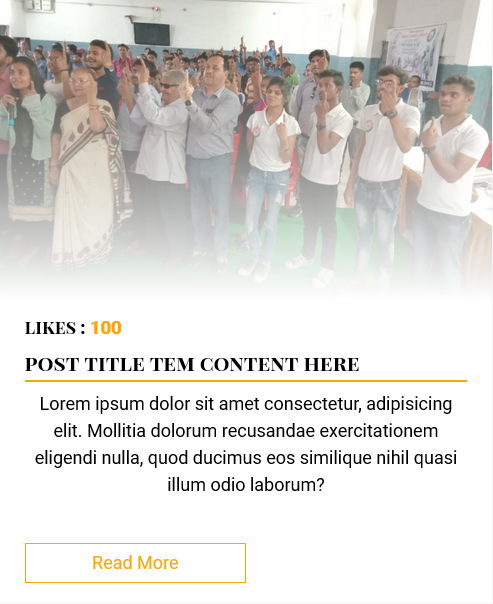 LIKES : 100
POST TITLE TEM CONTENT HERE
Lorem ipsum dolor sit amet consectetur, adipisicing
elit. Mollitia dolorum recusandae exercitationem
eligendi nulla, quod ducimus eos similique nihil quasi
illum odio laborum?
Read More